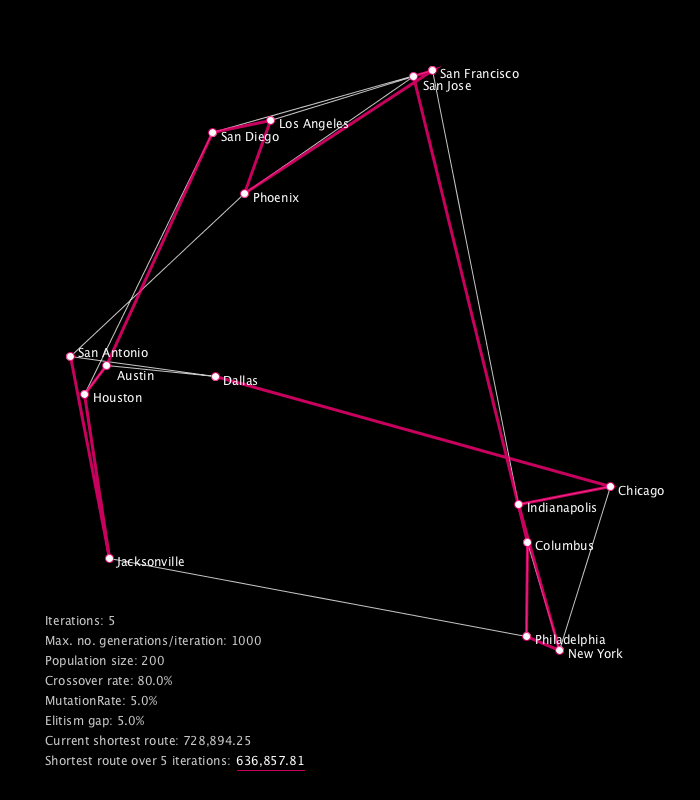 San Francisco
San Jose
Los Angeles
San Diego
Phoenix
San Antonio
Austin
Dallas
Houston
Chicago
Indianapolis
Columbus
Jacksonville
Philadelphia
New York
Iterations: 5
Max. no. generations/iteration: 1000
Population size: 200
Crossover rate: 80.0%
MutationRate: 5.0%
Elitism gap: 5.0%
Current shortest route: 728,894.25
Shortest route over 5 iterations: 636,857.81